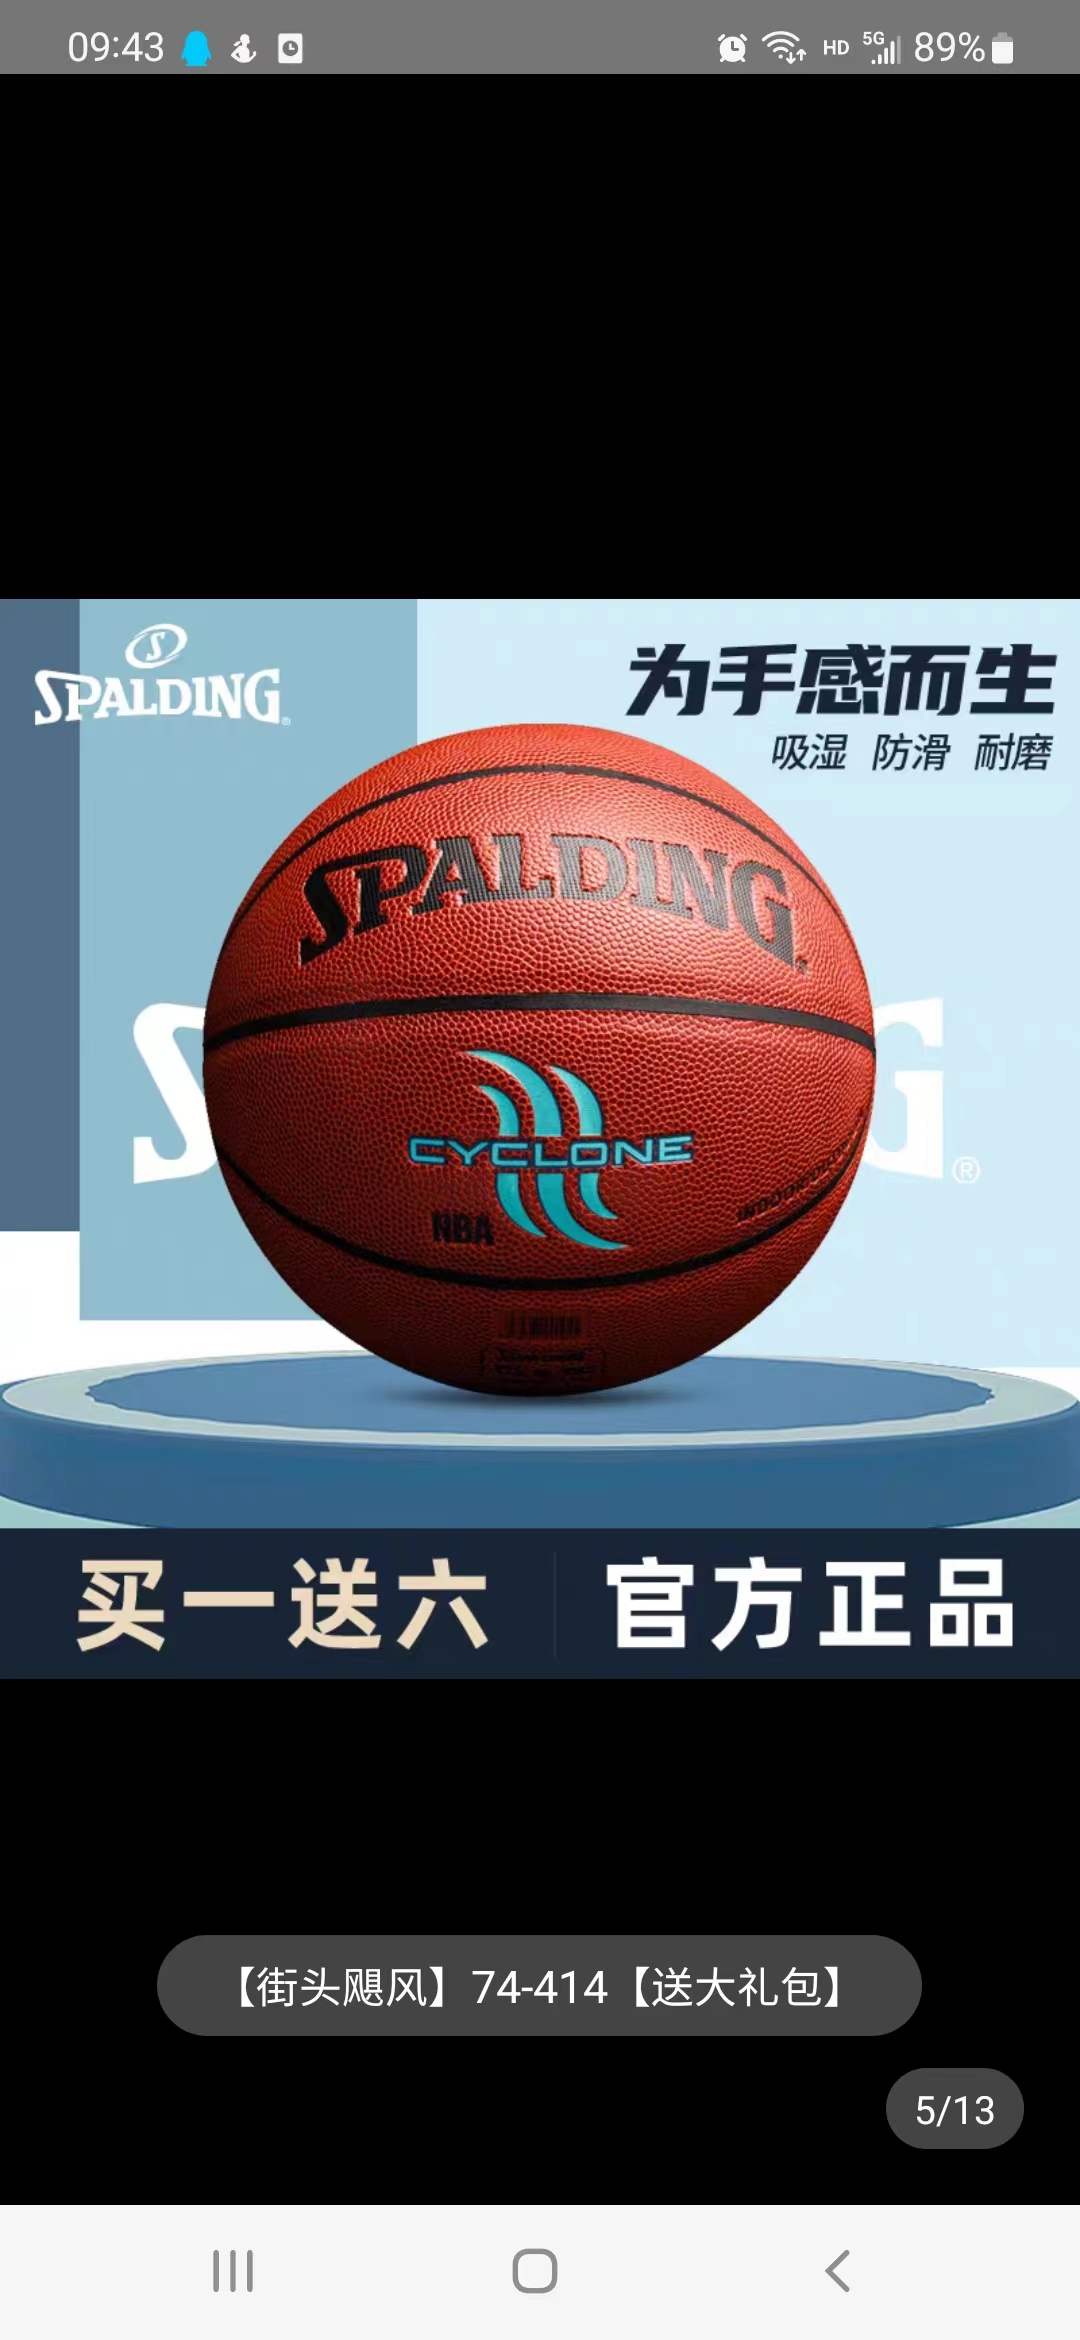 09:43
HD 5G 89%
SPALDING®
为手感而生
吸湿 防滑 耐磨
SPALDING
S G®
CYCLONE
NBA
买一送六 官方正品
【街头飓风】74-414【送大礼包】
5/13